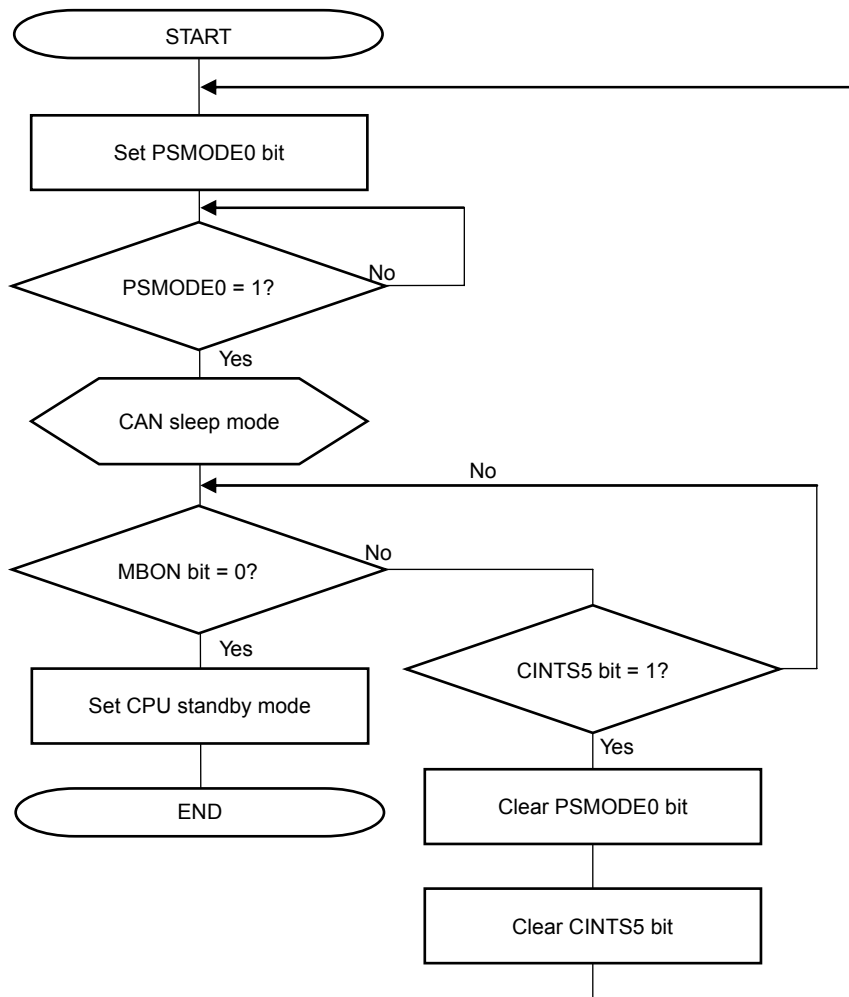 START
Set PSMODE0 bit
PSMODE0 = 1?
No
Yes
CAN sleep mode
No
MBON bit = 0?
No
Yes
CINTS5 bit = 1?
Set CPU standby mode
Yes
END
Clear PSMODE0 bit
Clear CINTS5 bit